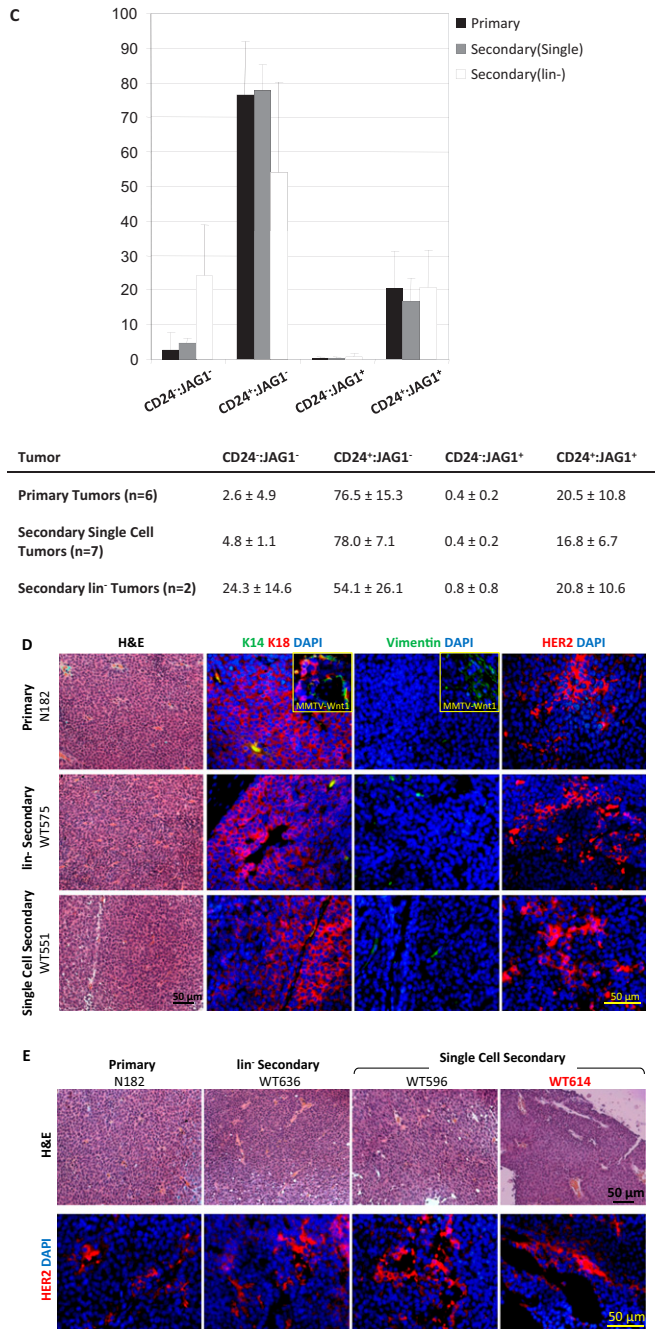 C
100
90
80
70
60
50
40
30
20
10
0
Primary
Secondary(Single)
Secondary(lin-)
CD24⁻:JAG1⁻
CD24⁺:JAG1⁻
CD24⁻:JAG1⁺
CD24⁺:JAG1⁺
Tumor CD24⁻:JAG1⁻ CD24⁺:JAG1⁻ CD24⁻:JAG1⁺ CD24⁺:JAG1⁺
Primary Tumors (n=6) 2.6 ± 4.9 76.5 ± 15.3 0.4 ± 0.2 20.5 ± 10.8
Secondary Single Cell
Tumors (n=7) 4.8 ± 1.1 78.0 ± 7.1 0.4 ± 0.2 16.8 ± 6.7
Secondary lin⁻ Tumors (n=2) 24.3 ± 14.6 54.1 ± 26.1 0.8 ± 0.8 20.8 ± 10.6
D
H&E K14 K18 DAPI Vimentin DAPI HER2 DAPI
Primary
N182
MMTV-Wnt1
MMTV-Wnt1
lin- Secondary
WT575
Single Cell Secondary
WT551
50 µm
50 µm
E
Primary lin⁻ Secondary Single Cell Secondary
N182 WT636 WT596 WT614
H&E
50 µm
HER2 DAPI
50 µm